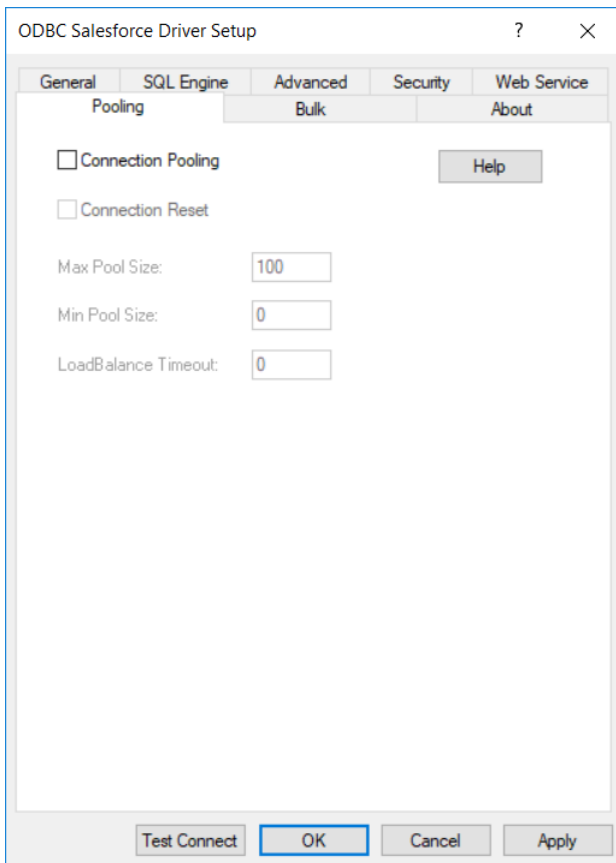 ODBC Salesforce Driver Setup ?
General SQL Engine Advanced Security Web Service
Pooling Bulk About
Connection Pooling Help
Connection Reset
Max Pool Size: 100
Min Pool Size: 0
LoadBalance Timeout: 0
Test Connect OK Cancel Apply